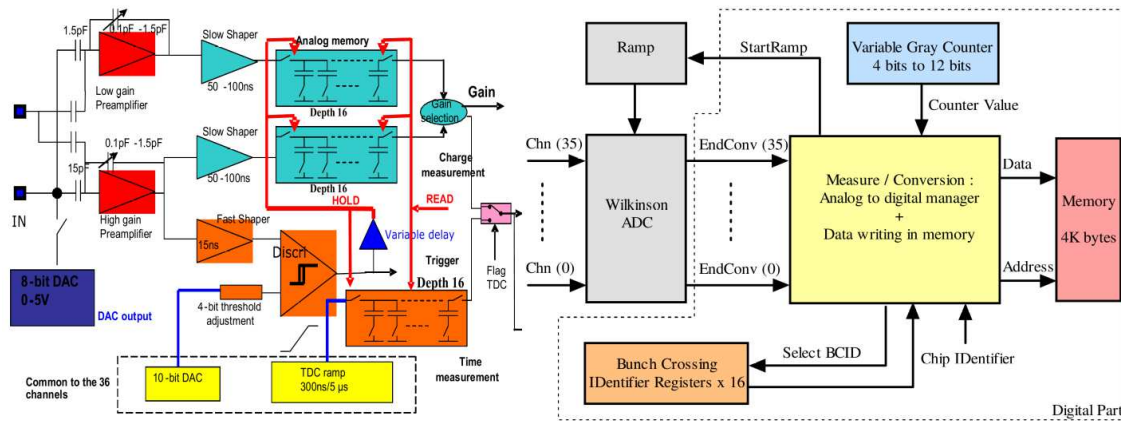 1.5pF
0.1pF -1.5pF
Low gain
Preamplifier
Slow Shaper
50 -100ns
Analog memory
Depth 16
Gain
Gain
selection
Slow Shaper
0.1pF -1.5pF
15pF
50 -100ns
Depth 16
Charge
measurement
IN
High gain
Preamplifier
HOLD
READ
Fast Shaper
15ns
Discri
Variable delay
Trigger
Depth 16
Flag
TDC
8-bit DAC
0-5V
DAC output
4-bit threshold
adjustment
Time
measurement
Common to the 36
channels
10-bit DAC
TDC ramp
300ns/5 µs
Ramp
StartRamp
Variable Gray Counter
4 bits to 12 bits
Counter Value
Chn (35)
EndConv (35)
Wilkinson
ADC
Measure / Conversion :
Analog to digital manager
+
Data writing in memory
Data
Memory
4K bytes
Address
Chn (0)
EndConv (0)
Select BCID
Chip IDentifier
Bunch Crossing
IDentifier Registers x 16
Digital Part